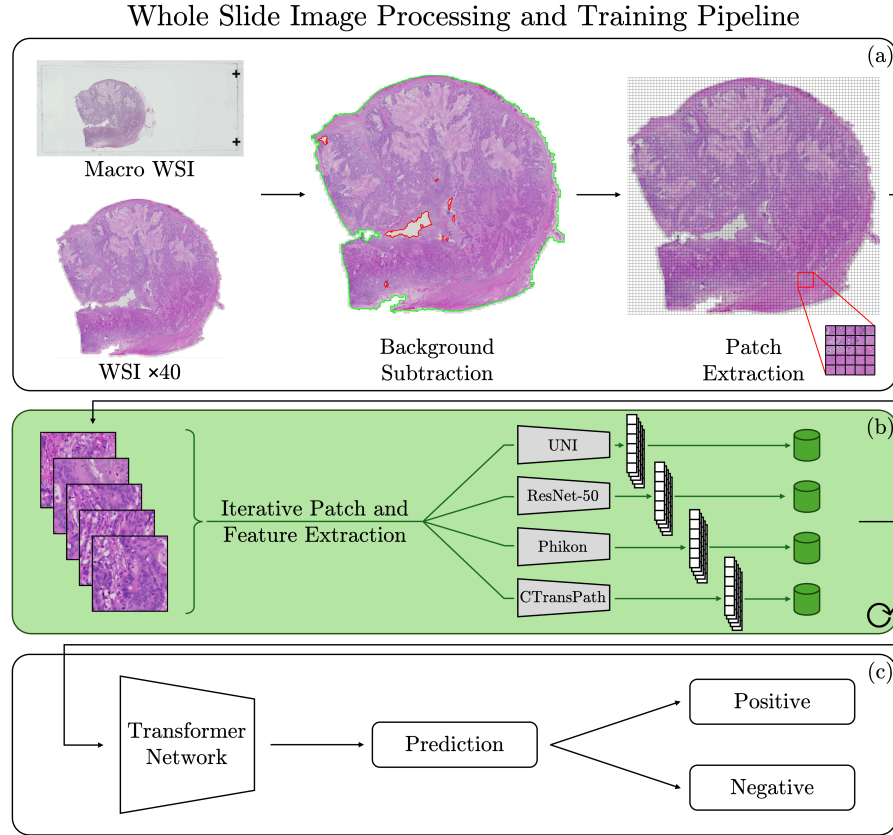 Whole Slide Image Processing and Training Pipeline
(a)
Macro WSI
WSI ×40
Background
Subtraction
Patch
Extraction
(b)
Iterative Patch and
Feature Extraction
UNI
ResNet-50
Phikon
CTransPath
(c)
Transformer
Network
Prediction
Positive
Negative